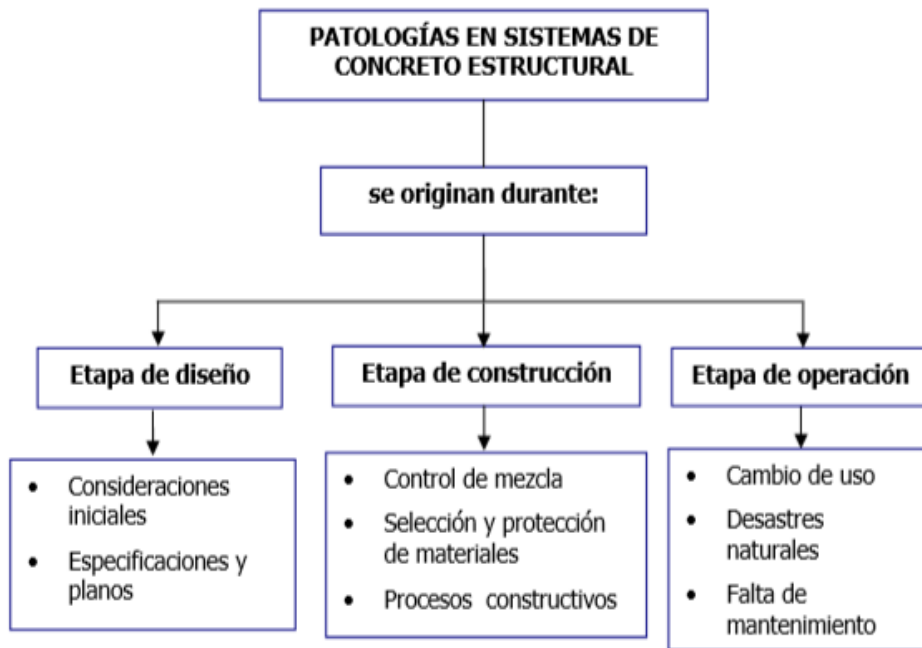 PATOLOGÍAS EN SISTEMAS DE
CONCRETO ESTRUCTURAL
se originan durante:
Etapa de diseño
Etapa de construcción
Etapa de operación
• Consideraciones
iniciales
• Especificaciones y
planos
• Control de mezcla
• Selección y protección
de materiales
• Procesos constructivos
• Cambio de uso
• Desastres
naturales
• Falta de
mantenimiento